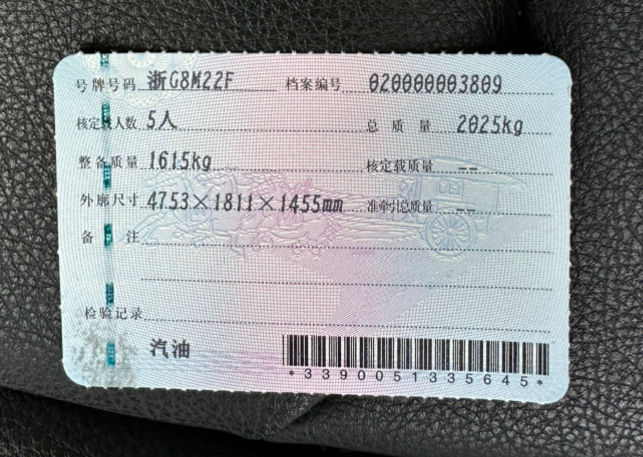 号牌号码 浙G8M22F 档案编号 020000003809
核定载人数 5人 总质量 2025kg
整备质量 1615kg 核定载质量 --
外廓尺寸 4753×1811×1455mm 准牵引总质量 --
备注
检验记录
汽油
*3390051335645*